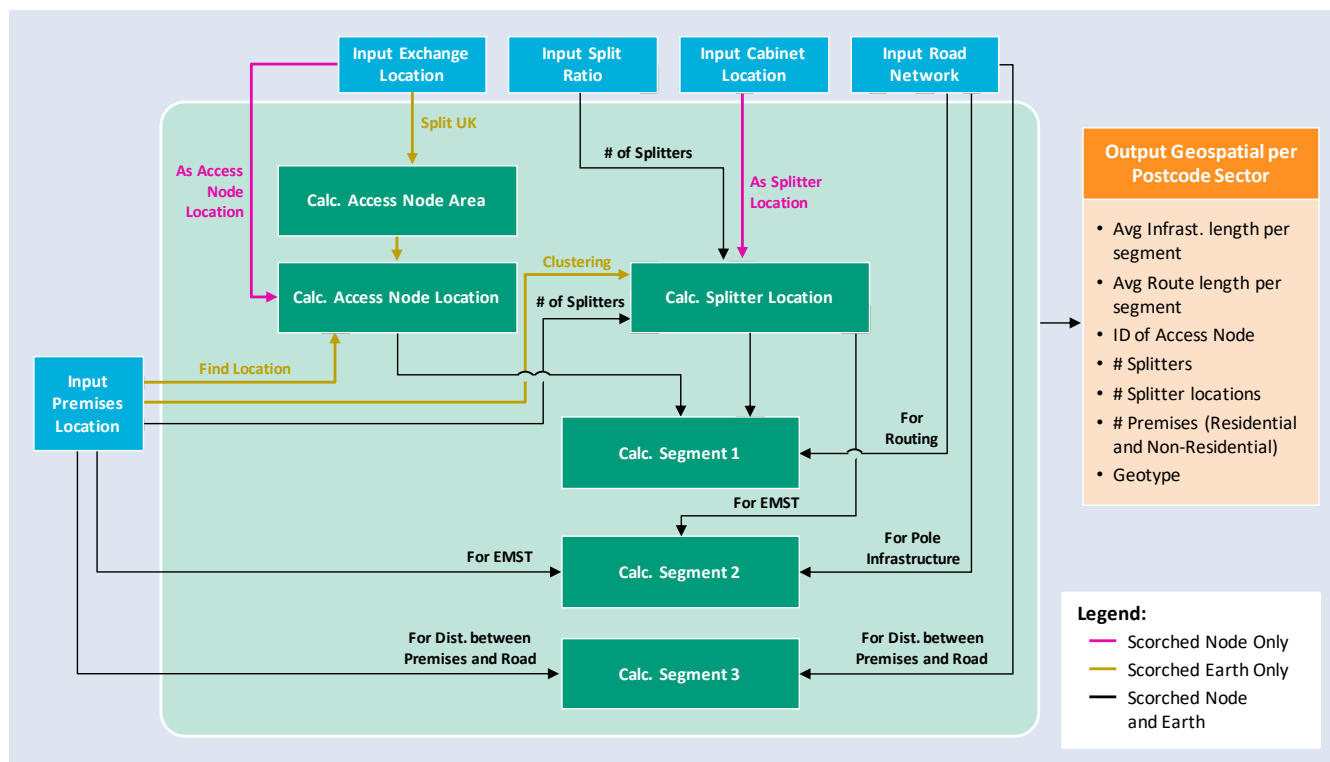 Input Exchange
Location
Input Split
Ratio
Input Cabinet
Location
Input Road
Network
Split UK
# of Splitters
As Access
Node
Location
As Splitter
Location
Calc. Access Node Area
Clustering
Calc. Access Node Location
# of Splitters
Calc. Splitter Location
Find Location
Input
Premises
Location
For
Routing
Calc. Segment 1
For EMST
For EMST
Calc. Segment 2
For Pole
Infrastructure
For Dist. between
Premises and Road
Calc. Segment 3
For Dist. between
Premises and Road
Output Geospatial per
Postcode Sector
• Avg Infrast. length per
segment
• Avg Route length per
segment
• ID of Access Node
• # Splitters
• # Splitter locations
• # Premises (Residential
and Non-Residential)
• Geotype
Legend:
Scorched Node Only
Scorched Earth Only
Scorched Node
and Earth